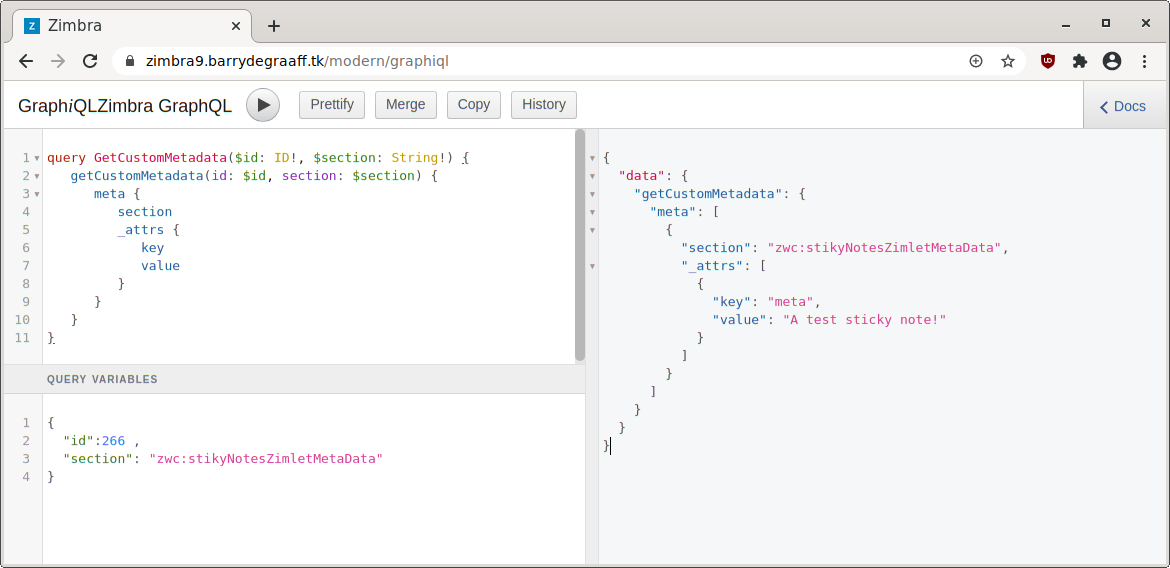 Z Zimbra
zimbra9.barrydegraaff.tk/modern/graphiql
GraphiQLZimbra GraphQL Prettify Merge Copy History Docs
1 query GetCustomMetadata($id: ID!, $section: String!) {
2 getCustomMetadata(id: $id, section: $section) {
3 meta {
4 section
5 _attrs {
6 key
7 value
8 }
9 }
10 }
11 }
QUERY VARIABLES
1 {
2 "id":266 ,
3 "section": "zwc:stikyNotesZimletMetaData"
4 }
{
"data": {
"getCustomMetadata": {
"meta": [
{
"section": "zwc:stikyNotesZimletMetaData",
"_attrs": [
{
"key": "meta",
"value": "A test sticky note!"
}
]
}
]
}
}
}